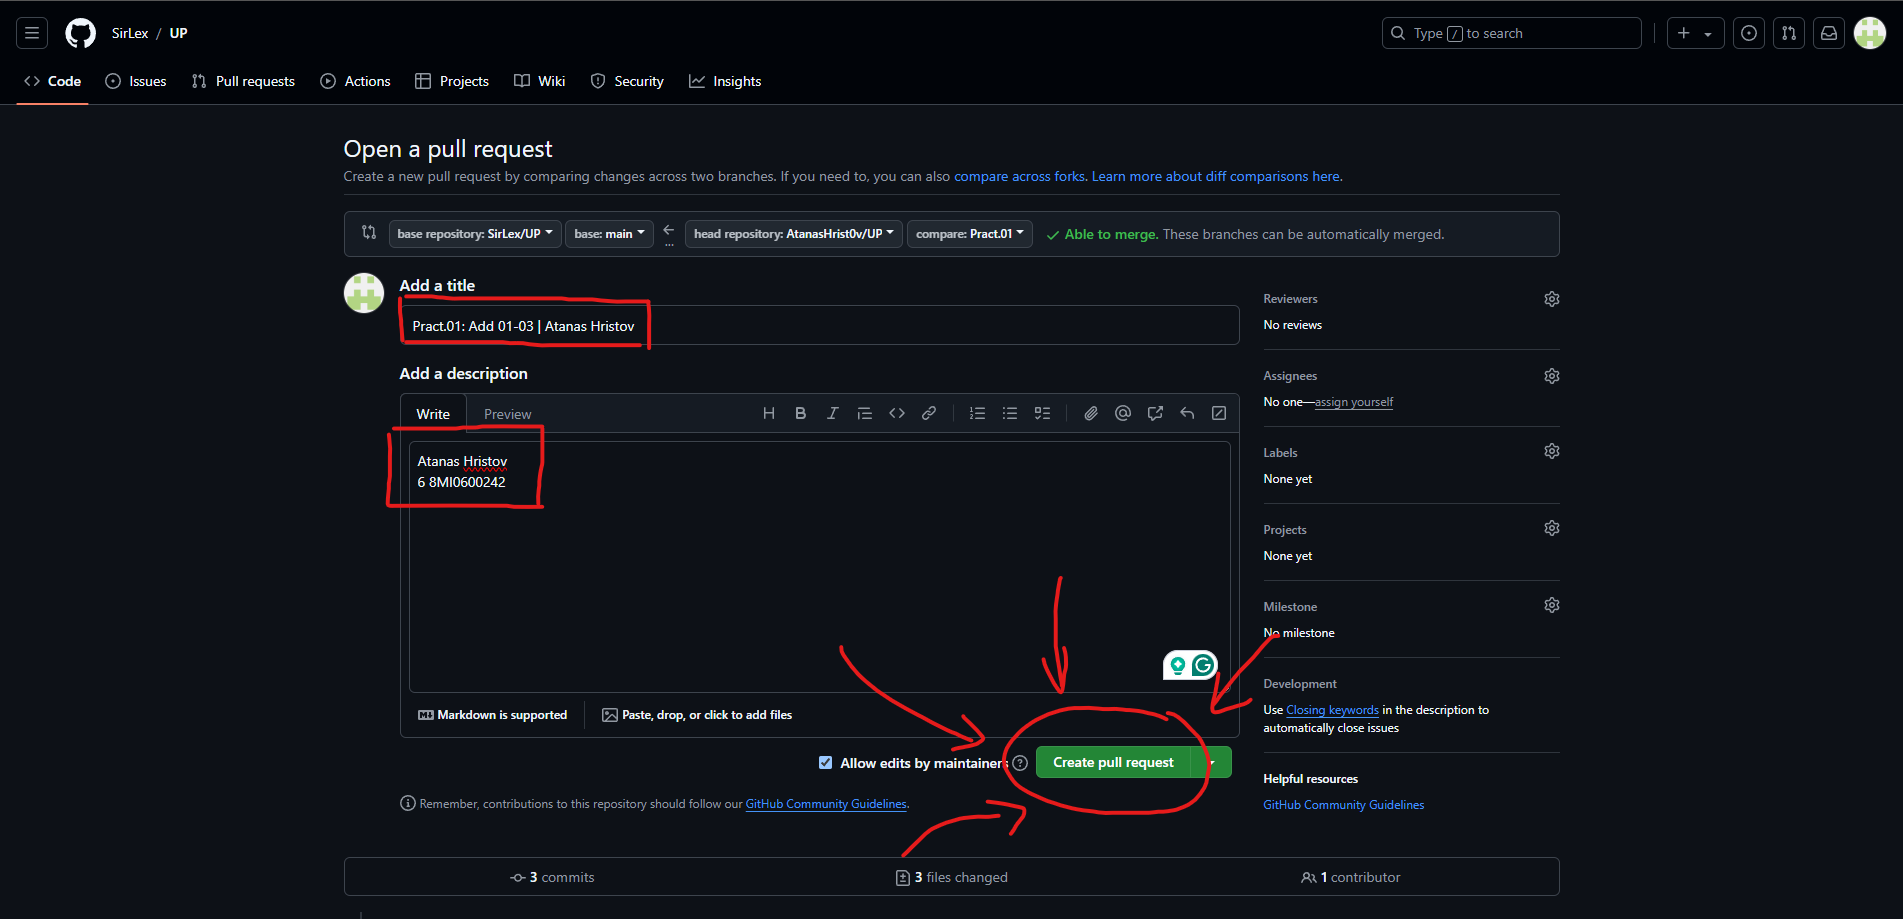 SirLex / UP
Type / to search
Code Issues Pull requests Actions Projects Wiki Security Insights
Open a pull request
Create a new pull request by comparing changes across two branches. If you need to, you can also compare across forks. Learn more about diff comparisons here.
base repository: SirLex/UP base: main ... head repository: AtanasHrist0v/UP compare: Pract.01 Able to merge. These branches can be automatically merged.
Add a title
Pract.01: Add 01-03 | Atanas Hristov
Add a description
Write Preview
Atanas Hristov
6 8MI0600242
Markdown is supported Paste, drop, or click to add files
Allow edits by maintainers Create pull request
Remember, contributions to this repository should follow our GitHub Community Guidelines.
Reviewers
No reviews
Assignees
No one—assign yourself
Labels
None yet
Projects
None yet
Milestone
No milestone
Development
Use Closing keywords in the description to
automatically close issues
Helpful resources
GitHub Community Guidelines
3 commits 3 files changed 1 contributor